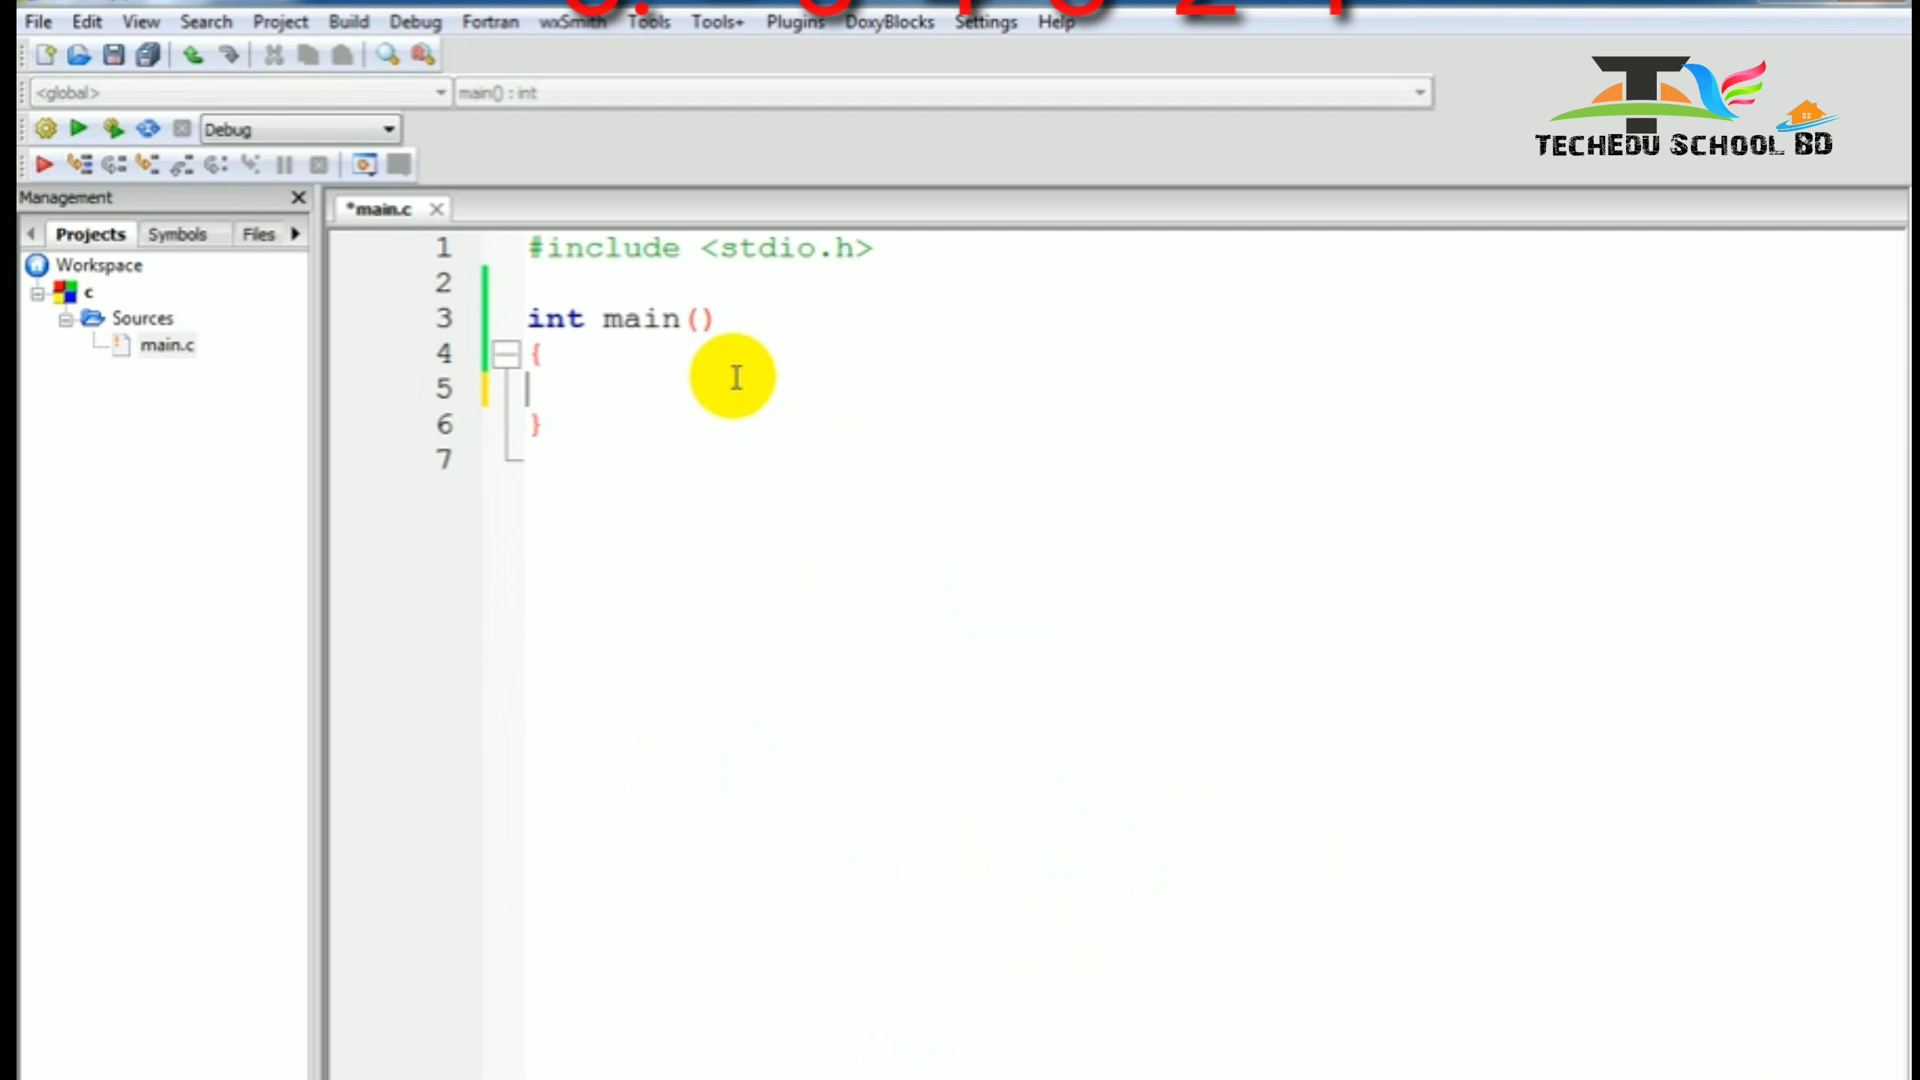 File Edit View Search Project Build Debug Fortran wxSmith Tools Tools+ Plugins DoxyBlocks Settings Help
<global>
main() : int
Debug
TECHEDU SCHOOL BD
Management
*main.c
Projects Symbols Files
Workspace
c
Sources
main.c
1 #include <stdio.h>
2
3 int main()
4 {
5
6 }
7